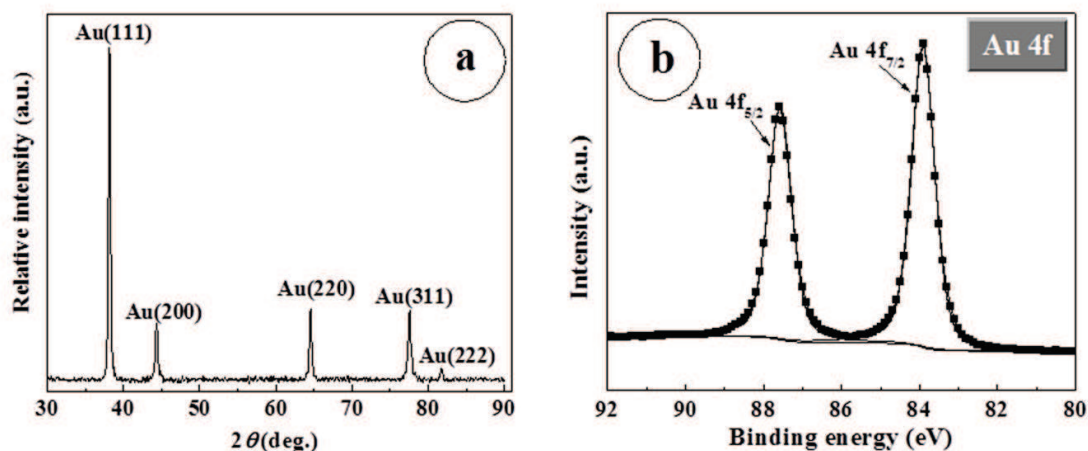 Au(111)
a
Au(200)
Au(220)
Au(311)
Au(222)
Relative intensity (a.u.)
30 40 50 60 70 80 90
2θ(deg.)
b
Au 4f
Au 4f7/2
Au 4f5/2
Intensity (a.u.)
92 90 88 86 84 82 80
Binding energy (eV)